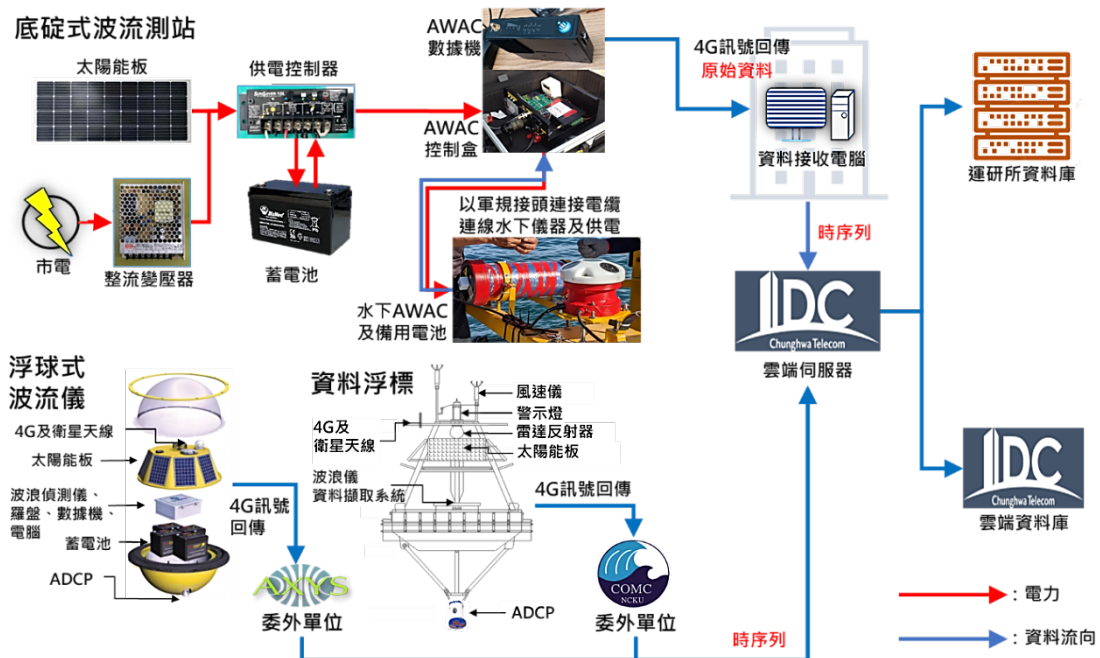 底碇式波流測站
太陽能板
供電控制器
市電
整流變壓器
蓄電池
AWAC
數據機
AWAC
控制盒
以軍規接頭連接電纜
連線水下儀器及供電
水下AWAC
及備用電池
4G訊號回傳
原始資料
資料接收電腦
運研所資料庫
時序列
IDC
Chunghwa Telecom
雲端伺服器
IDC
Chunghwa Telecom
雲端資料庫
浮球式
波流儀
4G及衛星天線
太陽能板
波浪偵測儀、
羅盤、數據機、
電腦
蓄電池
ADCP
4G訊號
回傳
AXYS
委外單位
資料浮標
風速儀
警示燈
雷達反射器
太陽能板
4G及
衛星天線
波浪儀
資料擷取系統
ADCP
4G訊號回傳
COMC
NCKU
委外單位
時序列
：電力
：資料流向